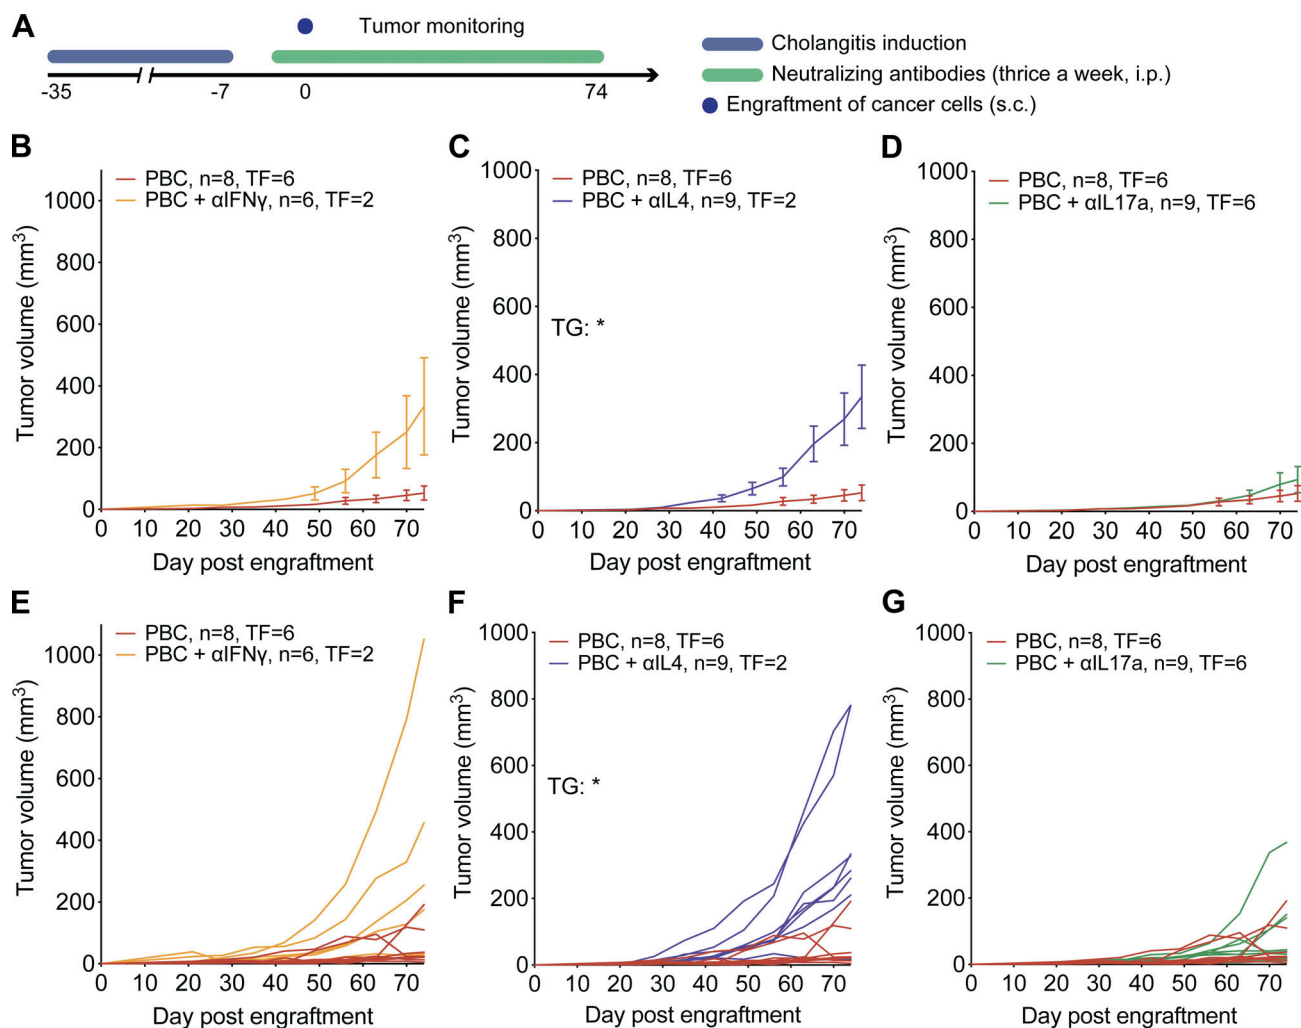 A
Tumor monitoring
-35
-7
0
74
Cholangitis induction
Neutralizing antibodies (thrice a week, i.p.)
Engraftment of cancer cells (s.c.)
B
PBC, n=8, TF=6
PBC + αIFNγ, n=6, TF=2
1000
800
600
400
200
0
Tumor volume (mm³)
0 10 20 30 40 50 60 70
Day post engraftment
C
PBC, n=8, TF=6
PBC + αIL4, n=9, TF=2
TG: *
1000
800
600
400
200
0
Tumor volume (mm³)
0 10 20 30 40 50 60 70
Day post engraftment
D
PBC, n=8, TF=6
PBC + αIL17a, n=9, TF=6
1000
800
600
400
200
0
Tumor volume (mm³)
0 10 20 30 40 50 60 70
Day post engraftment
E
PBC, n=8, TF=6
PBC + αIFNγ, n=6, TF=2
1000
800
600
400
200
0
Tumor volume (mm³)
0 10 20 30 40 50 60 70
Day post engraftment
F
PBC, n=8, TF=6
PBC + αIL4, n=9, TF=2
TG: *
1000
800
600
400
200
0
Tumor volume (mm³)
0 10 20 30 40 50 60 70
Day post engraftment
G
PBC, n=8, TF=6
PBC + αIL17a, n=9, TF=6
1000
800
600
400
200
0
Tumor volume (mm³)
0 10 20 30 40 50 60 70
Day post engraftment